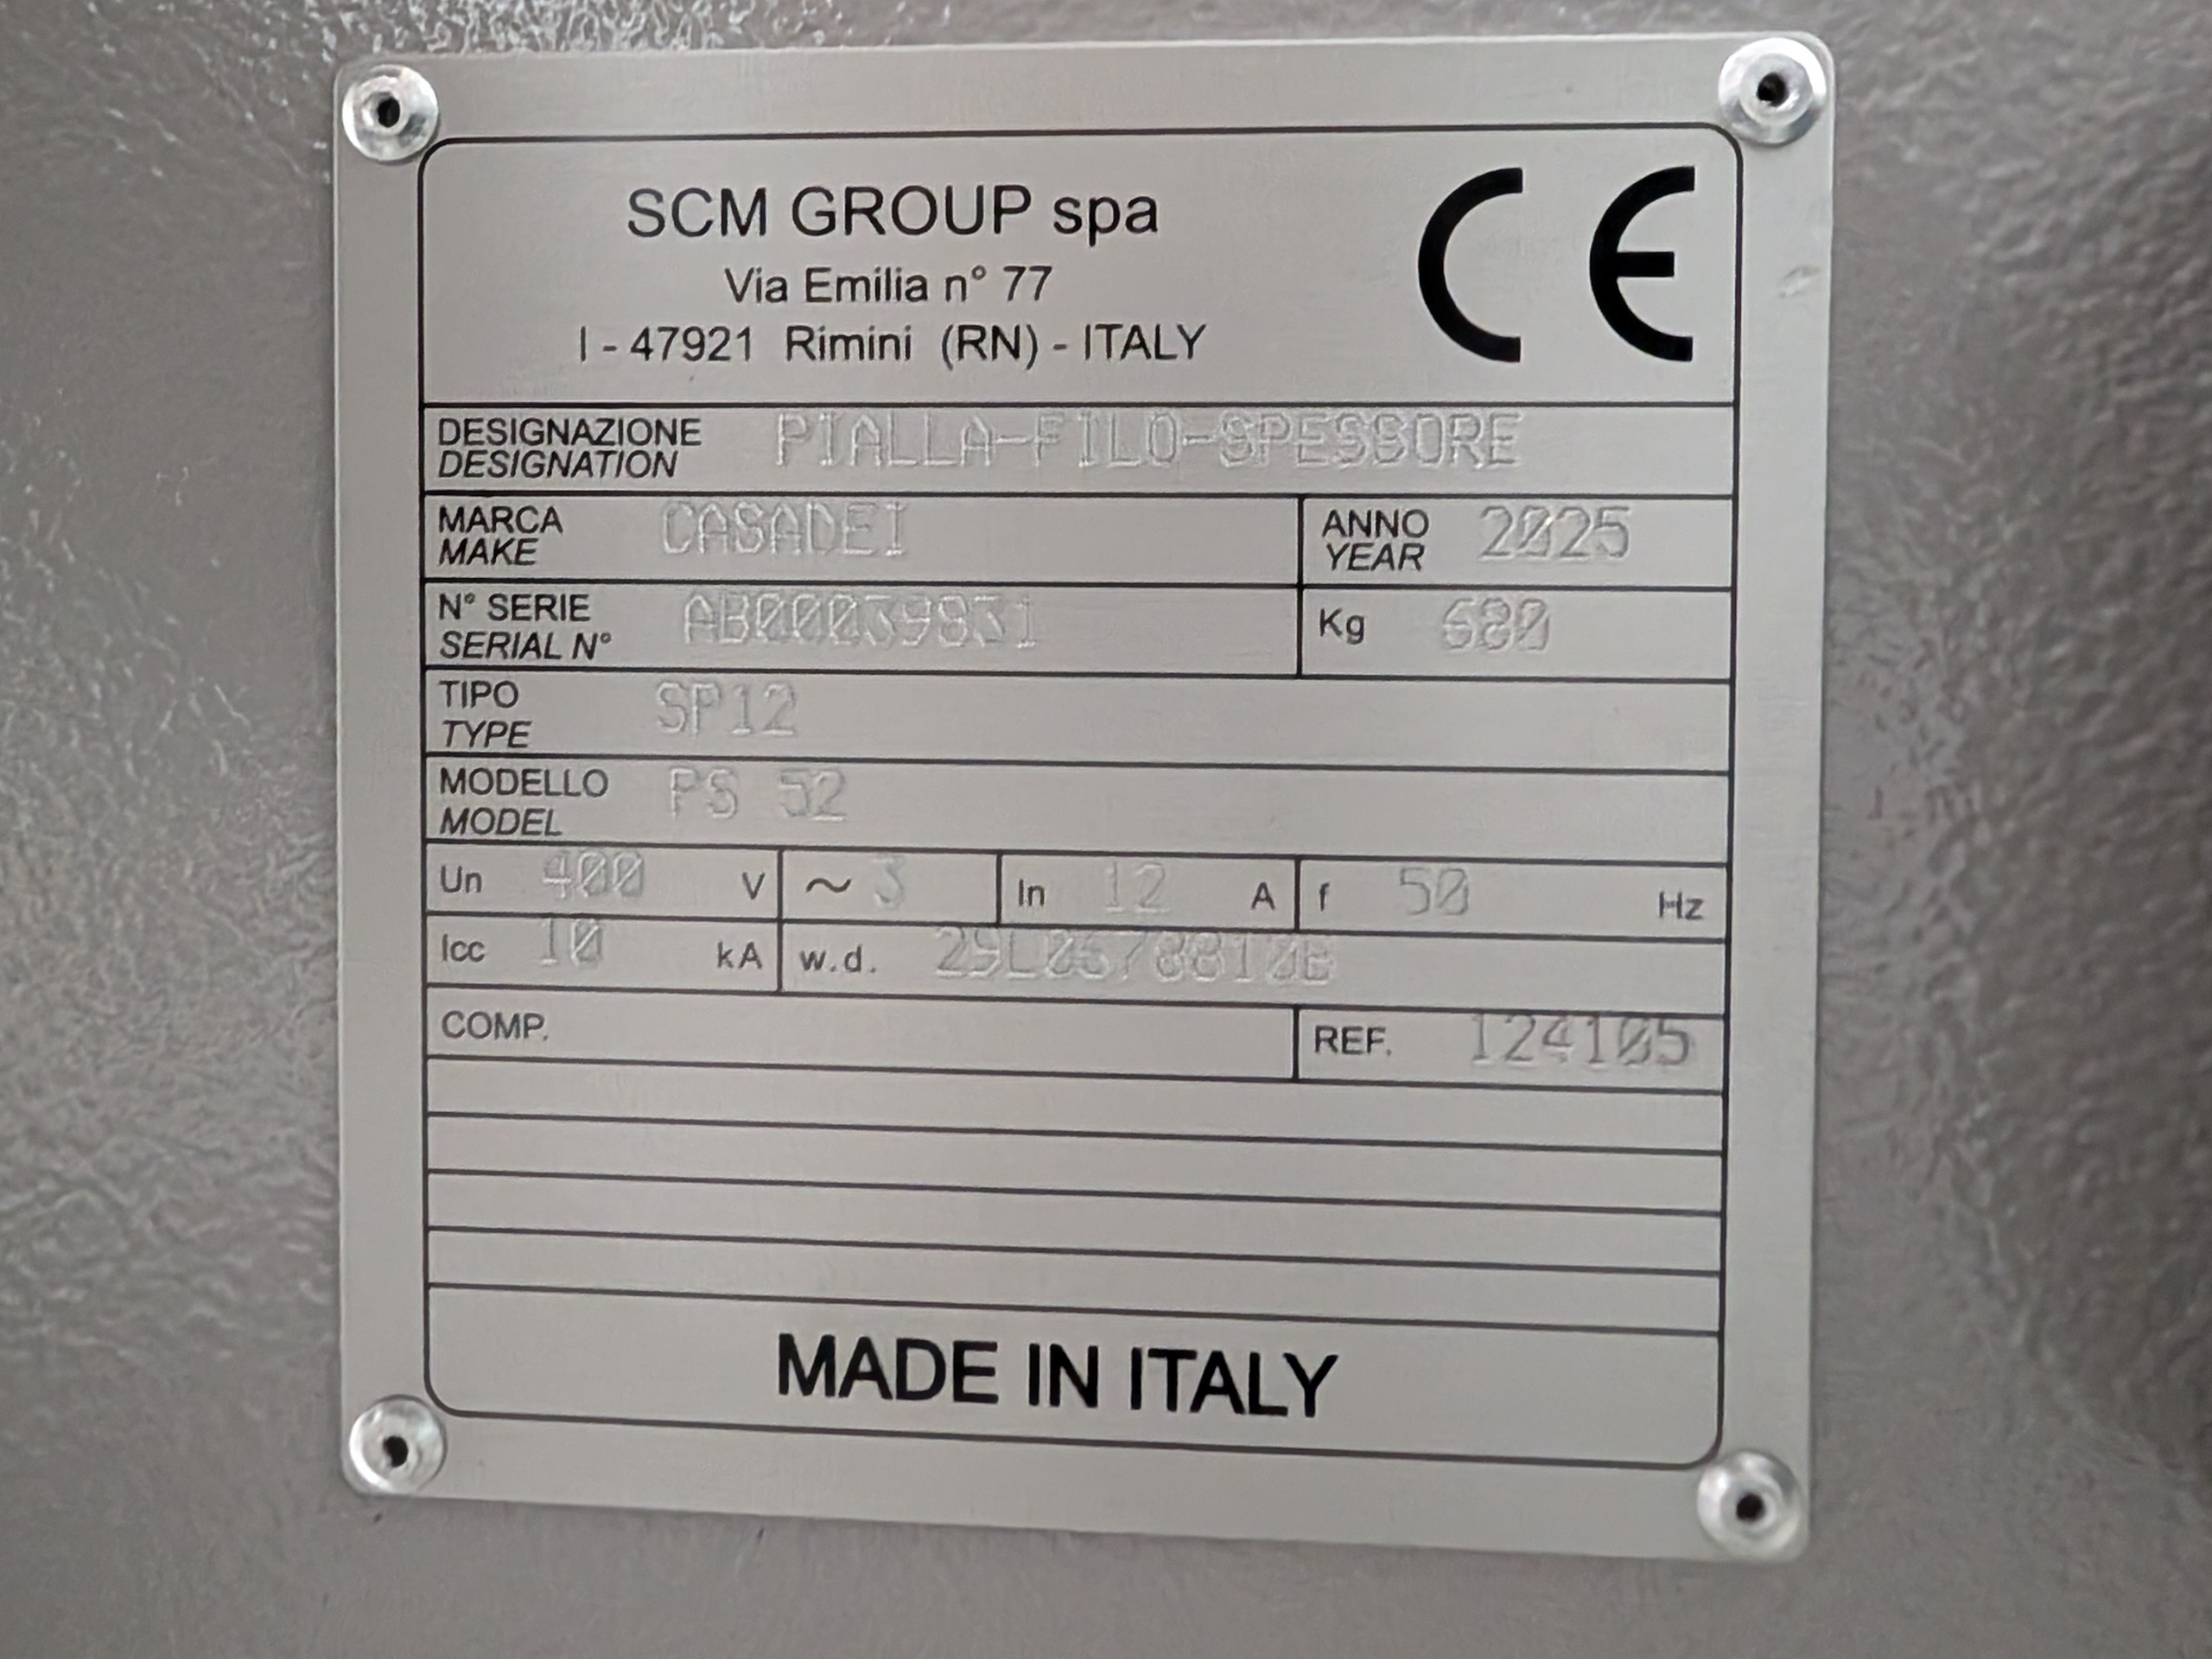 SCM GROUP spa
Via Emilia n° 77
I - 47921 Rimini (RN) - ITALY
CE
DESIGNAZIONE PIALLA-FILO-SPESSORE
DESIGNATION
MARCA CASADEI ANNO 2025
MAKE YEAR
N° SERIE AB00039831 Kg 680
SERIAL N°
TIPO SP12
TYPE
MODELLO PS 52
MODEL
Un 400 V ~ 3 In 12 A f 50 Hz
Icc 10 kA w.d.
COMP. REF. 124105
MADE IN ITALY